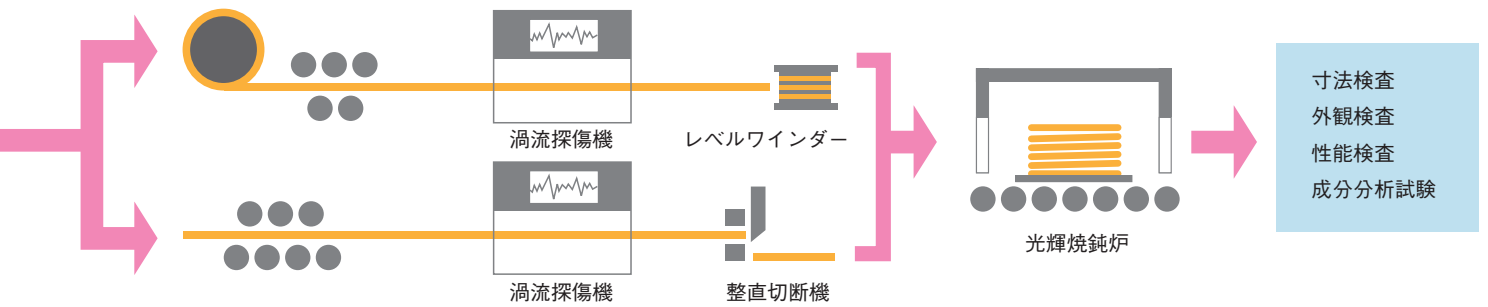 渦流探傷機
レベルワインダー
渦流探傷機
整直切断機
光輝焼鈍炉
寸法検査
外観検査
性能検査
成分分析試験